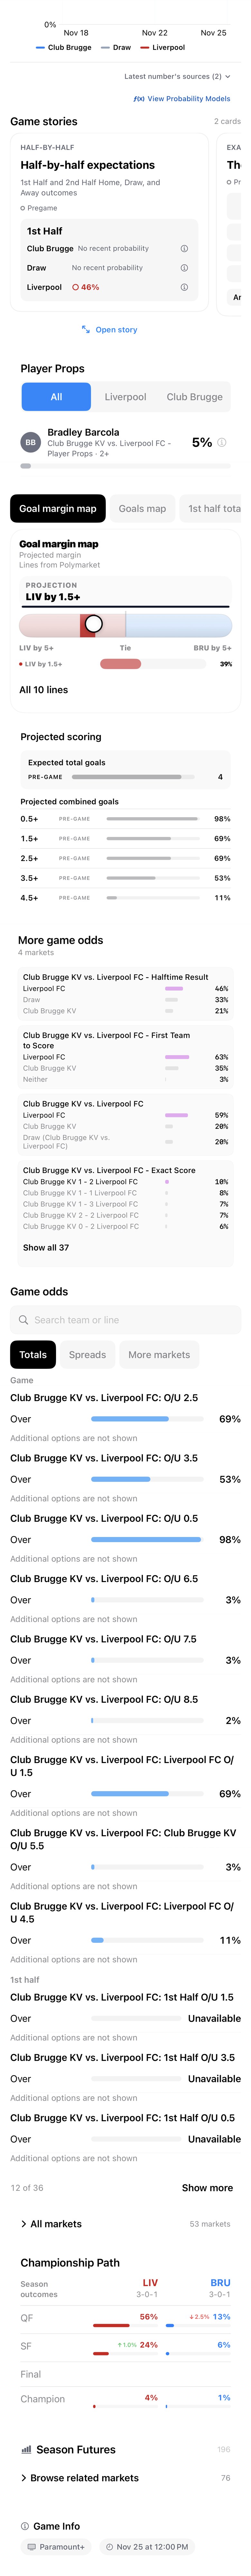 0%
Nov 18 Nov 22 Nov 25
Club Brugge Draw Liverpool
Latest number's sources (2)
f(x) View Probability Models
Game stories 2 cards
HALF-BY-HALF
Half-by-half expectations
1st Half and 2nd Half Home, Draw, and
Away outcomes
Pregame
1st Half
Club Brugge No recent probability
Draw No recent probability
Liverpool 46%
EXA
Th
Pr
Ar
Open story
Player Props
All Liverpool Club Brugge
BB
Bradley Barcola
Club Brugge KV vs. Liverpool FC -
Player Props · 2+
5%
Goal margin map Goals map 1st half tota
Goal margin map
Projected margin
Lines from Polymarket
PROJECTION
LIV by 1.5+
LIV by 5+ Tie BRU by 5+
LIV by 1.5+ 39%
All 10 lines
Projected scoring
Expected total goals
PRE-GAME 4
Projected combined goals
0.5+ PRE-GAME 98%
1.5+ PRE-GAME 69%
2.5+ PRE-GAME 69%
3.5+ PRE-GAME 53%
4.5+ PRE-GAME 11%
More game odds
4 markets
Club Brugge KV vs. Liverpool FC - Halftime Result
Liverpool FC 46%
Draw 33%
Club Brugge KV 21%
Club Brugge KV vs. Liverpool FC - First Team
to Score
Liverpool FC 63%
Club Brugge KV 35%
Neither 3%
Club Brugge KV vs. Liverpool FC
Liverpool FC 59%
Club Brugge KV 20%
Draw (Club Brugge KV vs.
Liverpool FC) 20%
Club Brugge KV vs. Liverpool FC - Exact Score
Club Brugge KV 1 - 2 Liverpool FC 10%
Club Brugge KV 1 - 1 Liverpool FC 8%
Club Brugge KV 1 - 3 Liverpool FC 7%
Club Brugge KV 2 - 2 Liverpool FC 7%
Club Brugge KV 0 - 2 Liverpool FC 6%
Show all 37
Game odds
Search team or line
Totals Spreads More markets
Game
Club Brugge KV vs. Liverpool FC: O/U 2.5
Over 69%
Additional options are not shown
Club Brugge KV vs. Liverpool FC: O/U 3.5
Over 53%
Additional options are not shown
Club Brugge KV vs. Liverpool FC: O/U 0.5
Over 98%
Additional options are not shown
Club Brugge KV vs. Liverpool FC: O/U 6.5
Over 3%
Additional options are not shown
Club Brugge KV vs. Liverpool FC: O/U 7.5
Over 3%
Additional options are not shown
Club Brugge KV vs. Liverpool FC: O/U 8.5
Over 2%
Additional options are not shown
Club Brugge KV vs. Liverpool FC: Liverpool FC O/
U 1.5
Over 69%
Additional options are not shown
Club Brugge KV vs. Liverpool FC: Club Brugge KV
O/U 5.5
Over 3%
Additional options are not shown
Club Brugge KV vs. Liverpool FC: Liverpool FC O/
U 4.5
Over 11%
Additional options are not shown
1st half
Club Brugge KV vs. Liverpool FC: 1st Half O/U 1.5
Over Unavailable
Additional options are not shown
Club Brugge KV vs. Liverpool FC: 1st Half O/U 3.5
Over Unavailable
Additional options are not shown
Club Brugge KV vs. Liverpool FC: 1st Half O/U 0.5
Over Unavailable
Additional options are not shown
12 of 36 Show more
All markets 53 markets
Championship Path
Season LIV BRU
outcomes 3-0-1 3-0-1
QF 56% ↓2.5% 13%
SF ↑1.0% 24% 6%
Final
Champion 4% 1%
Season Futures 196
Browse related markets 76
Game Info
Paramount+ Nov 25 at 12:00 PM